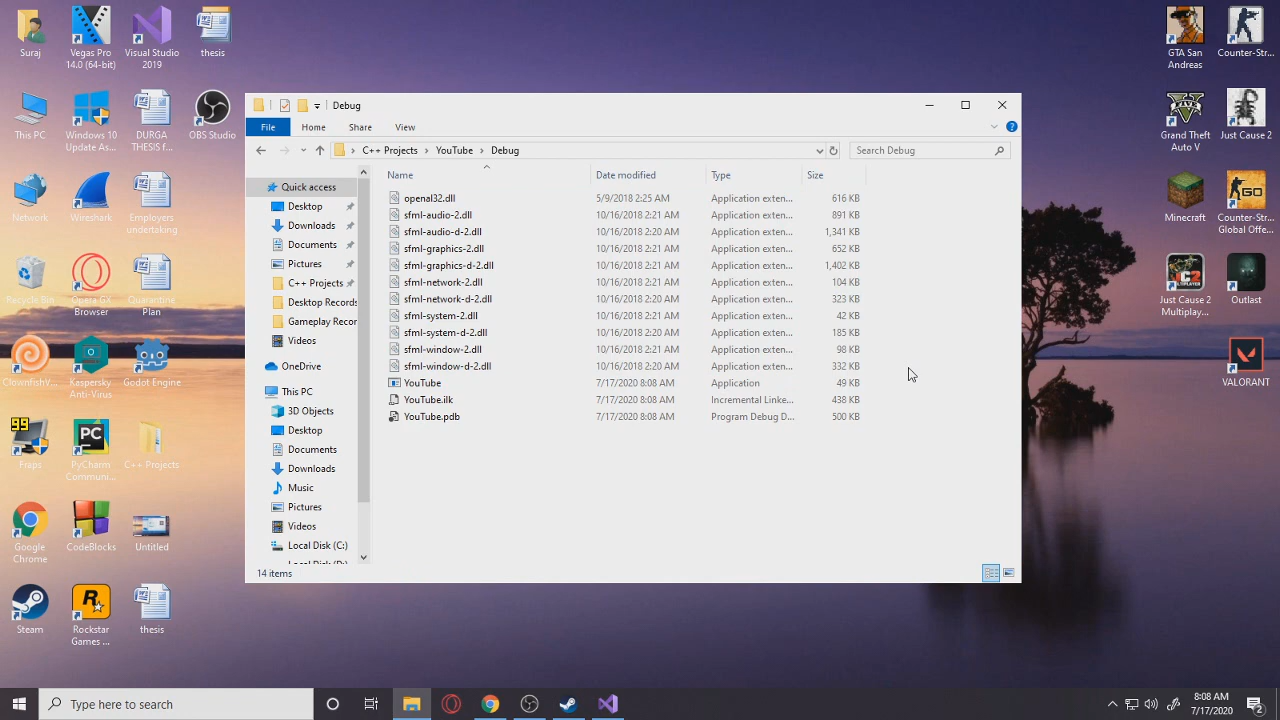 Suraj
Vegas Pro 14.0 (64-bit)
Visual Studio 2019
thesis
This PC
Windows 10 Update As...
DURGA THESIS f...
OBS Studio
Network
Wireshark
Employers undertaking
Recycle Bin
Opera GX Browser
Quarantine Plan
ClownfishV...
Kaspersky Anti-Virus
Godot Engine
99
Fraps
PC
PyCharm Communi...
C++ Projects
Google Chrome
CodeBlocks
Untitled
Steam
Rockstar Games ...
thesis
Debug
File Home Share View
C++ Projects > YouTube > Debug
Search Debug
Quick access
Desktop
Downloads
Documents
Pictures
C++ Projects
Desktop Records
Gameplay Recor
Videos
OneDrive
This PC
3D Objects
Desktop
Documents
Downloads
Music
Pictures
Videos
Local Disk (C:)
Name Date modified Type Size
openal32.dll 5/9/2018 2:25 AM Application exten... 616 KB
sfml-audio-2.dll 10/16/2018 2:21 AM Application exten... 891 KB
sfml-audio-d-2.dll 10/16/2018 2:20 AM Application exten... 1,341 KB
sfml-graphics-2.dll 10/16/2018 2:21 AM Application exten... 652 KB
sfml-graphics-d-2.dll 10/16/2018 2:21 AM Application exten... 1,402 KB
sfml-network-2.dll 10/16/2018 2:21 AM Application exten... 104 KB
sfml-network-d-2.dll 10/16/2018 2:20 AM Application exten... 323 KB
sfml-system-2.dll 10/16/2018 2:21 AM Application exten... 42 KB
sfml-system-d-2.dll 10/16/2018 2:20 AM Application exten... 185 KB
sfml-window-2.dll 10/16/2018 2:21 AM Application exten... 98 KB
sfml-window-d-2.dll 10/16/2018 2:20 AM Application exten... 332 KB
YouTube 7/17/2020 8:08 AM Application 49 KB
YouTube.ilk 7/17/2020 8:08 AM Incremental Linke... 438 KB
YouTube.pdb 7/17/2020 8:08 AM Program Debug D... 500 KB
14 items
GTA San Andreas
Counter-Str...
Grand Theft Auto V
Just Cause 2
Minecraft
Counter-Str... Global Offe...
Just Cause 2 Multiplay...
Outlast
VALORANT
Type here to search
8:08 AM
7/17/2020
2